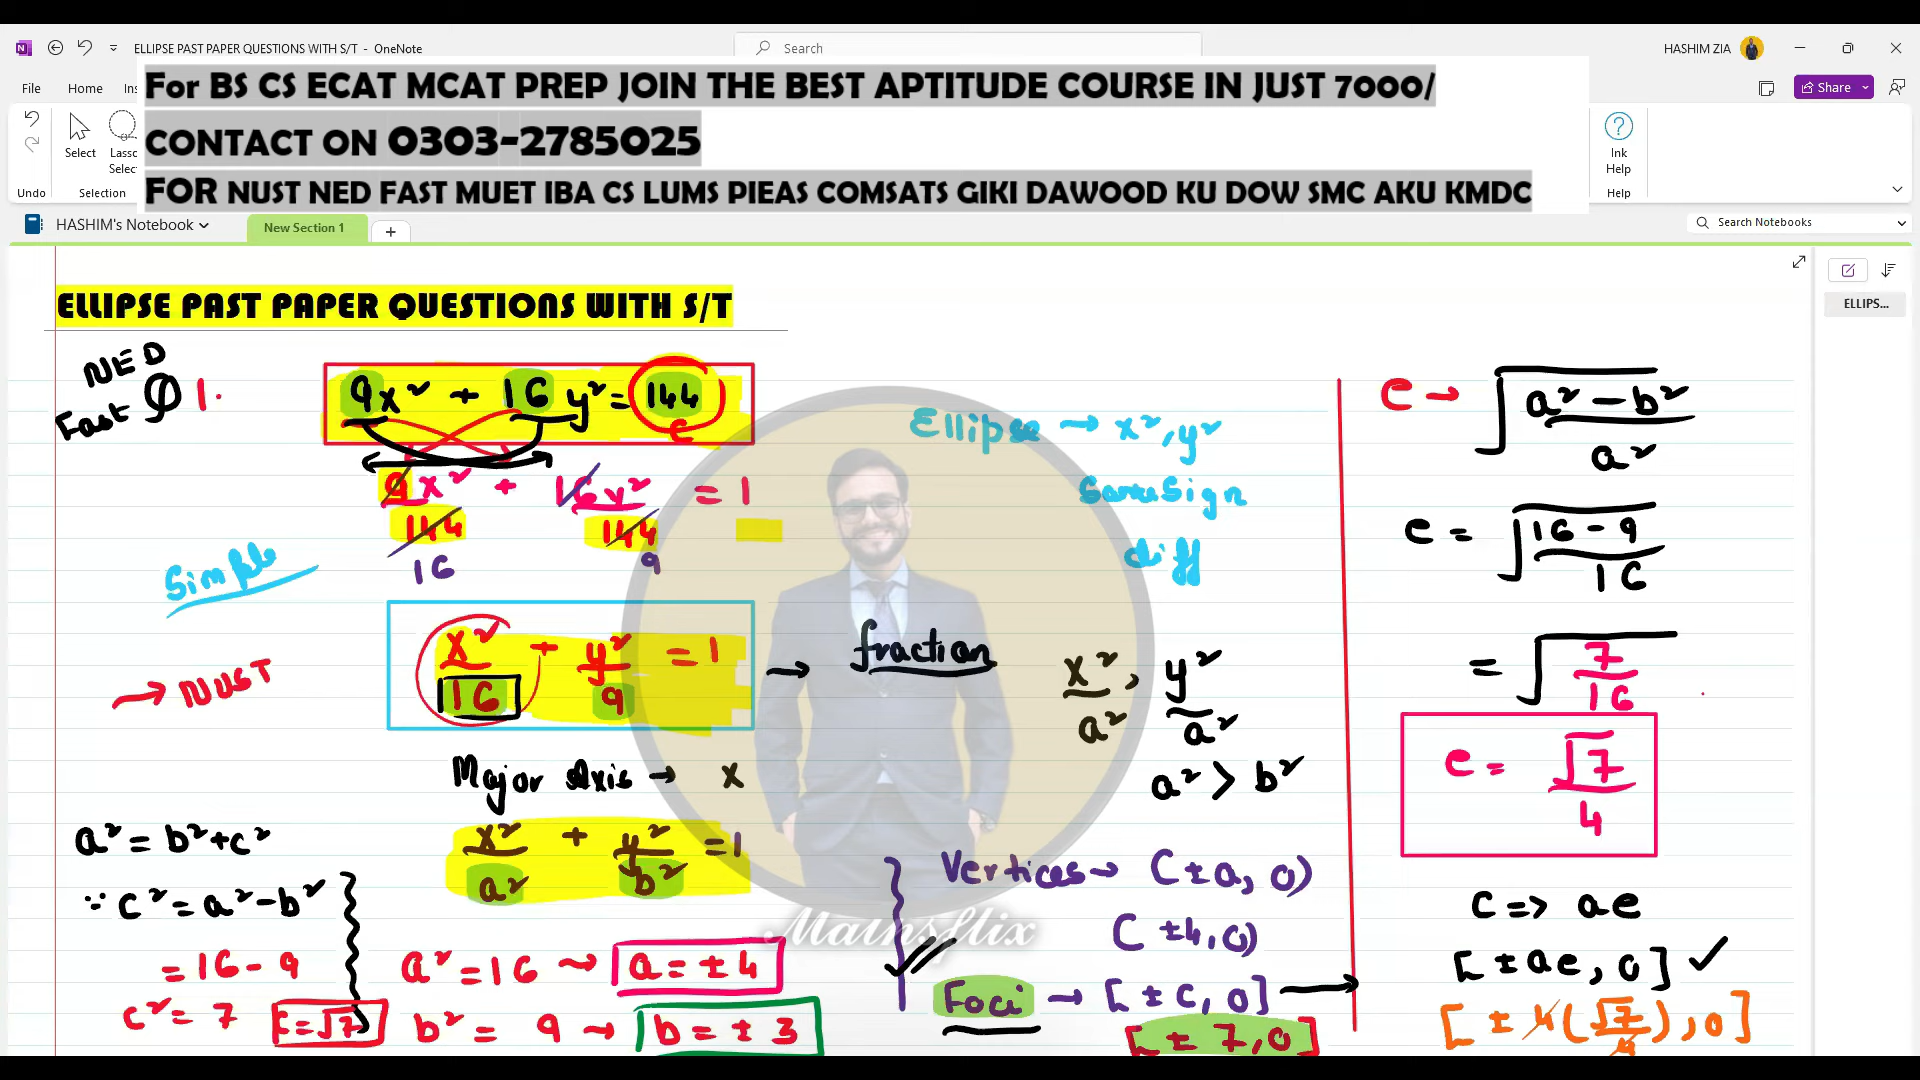 ELLIPSE PAST PAPER QUESTIONS WITH S/T - OneNote
Search
HASHIM ZIA
File
Home
Ins
Share
For BS CS ECAT MCAT PREP JOIN THE BEST APTITUDE COURSE IN JUST 7000/
CONTACT ON 0303-2785025
FOR NUST NED FAST MUET IBA CS LUMS PIEAS COMSATS GIKI DAWOOD KU DOW SMC AKU KMDC
Select
Lasso
Select
Ink
Help
Undo
Selection
Help
HASHIM's Notebook
New Section 1
+
Search Notebooks
ELLIPS...
ELLIPSE PAST PAPER QUESTIONS WITH S/T
NED
Fast
Q 1.
9x² + 16y² = 144
C
9x²/144 + 16y²/144 = 1
16 9
Simple
→ NUST
x²/16 + y²/9 = 1 → fraction
Major Axis → x
x²/a² + y²/b² = 1
Ellipse → x², y²
Same Sign
diff
x²/a² , y²/a²
a² > b²
a² = b² + c²
∵ c² = a² - b²
= 16 - 9
c² = 7
C = √7
a² = 16 → a = ± 4
b² = 9 → b = ± 3
Vertices → (± a, 0)
(± 4, 0)
Foci → [± c, 0] →
[± 7, 0]
e → √(a² - b²/a²)
e = √(16 - 9/16)
= √(7/16)
e = √7/4
c => ae
[± ae, 0] ✓
[± 4(√7/4), 0]
Mainsflix